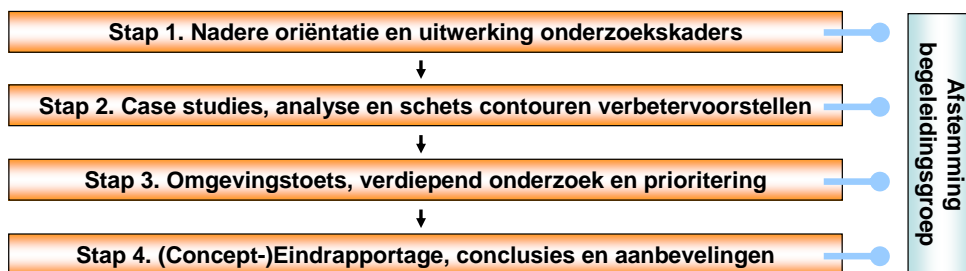 Stap 1. Nadere oriëntatie en uitwerking onderzoekskaders
Stap 2. Case studies, analyse en schets contouren verbetervoorstellen
Stap 3. Omgevingstoets, verdiepend onderzoek en prioritering
Stap 4. (Concept-)Eindrapportage, conclusies en aanbevelingen
Afstemming
begeleidingsgroep